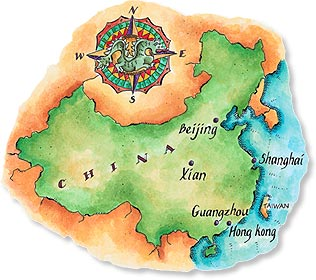 N
W
E
S
Beijing
CHINA
Shanghai
Xian
TAIWAN
Guangzhou
Hong Kong